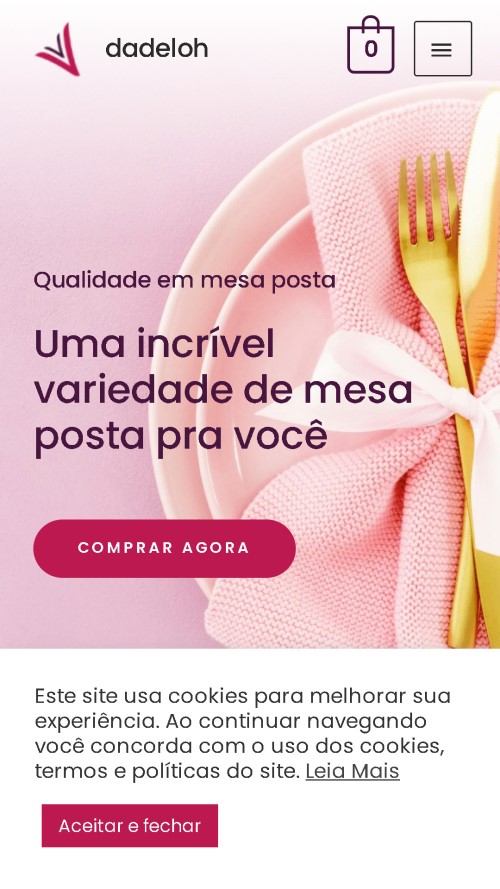 dadeloh
0
Qualidade em mesa posta
Uma incrível
variedade de mesa
posta pra você
COMPRAR AGORA
Este site usa cookies para melhorar sua
experiência. Ao continuar navegando
você concorda com o uso dos cookies,
termos e políticas do site. Leia Mais
Aceitar e fechar